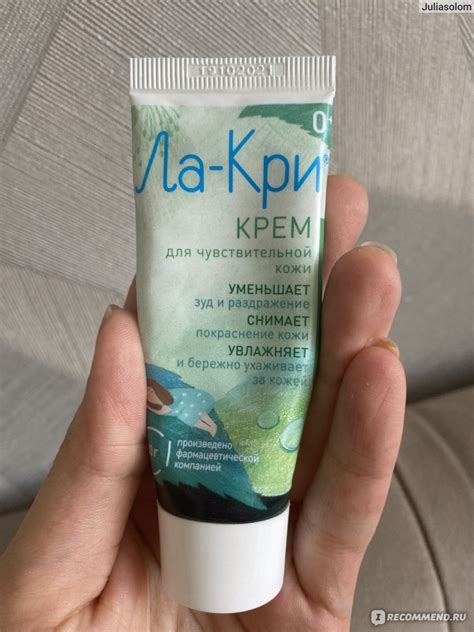 Juliasolom
19102021
0+
Ла-Кри®
КРЕМ
для чувствительной
кожи
УМЕНЬШАЕТ
зуд и раздражение
СНИМАЕТ
покраснение кожи
УВЛАЖНЯЕТ
и бережно ухаживает
за кожей
произведено
фармацевтической
компанией
IRECOMMEND.RU